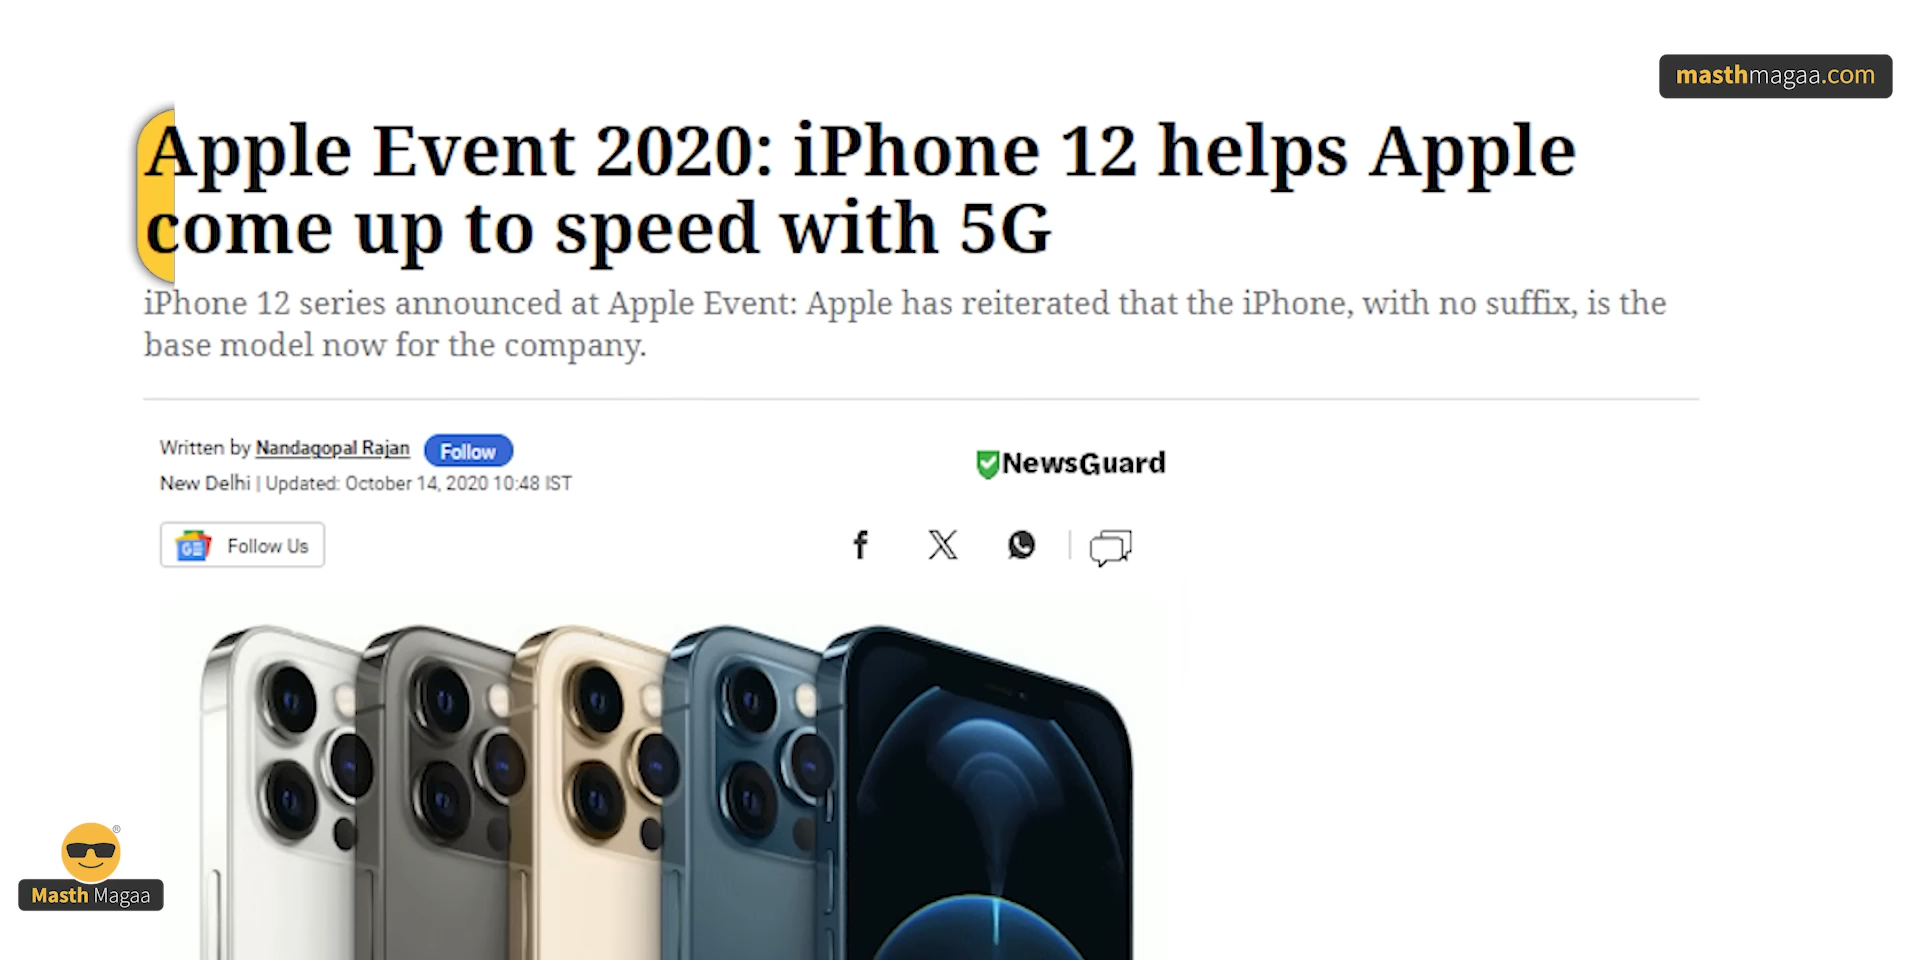 masthmagaa.com
Apple Event 2020: iPhone 12 helps Apple
come up to speed with 5G
iPhone 12 series announced at Apple Event: Apple has reiterated that the iPhone, with no suffix, is the
base model now for the company.
Written by Nandagopal Rajan Follow
NewsGuard
New Delhi | Updated: October 14, 2020 10:48 IST
GE Follow Us
Masth Magaa
®